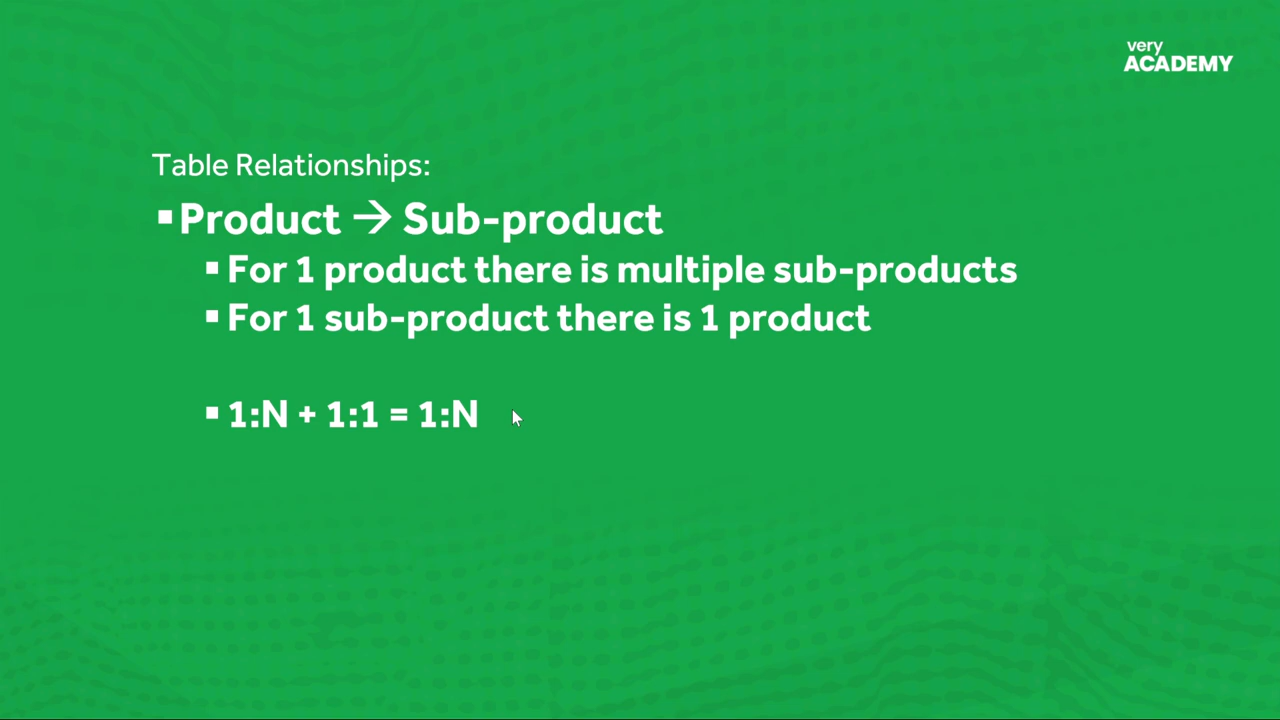 very
ACADEMY
Table Relationships:
▪Product → Sub-product
▪For 1 product there is multiple sub-products
▪For 1 sub-product there is 1 product
▪1:N + 1:1 = 1:N